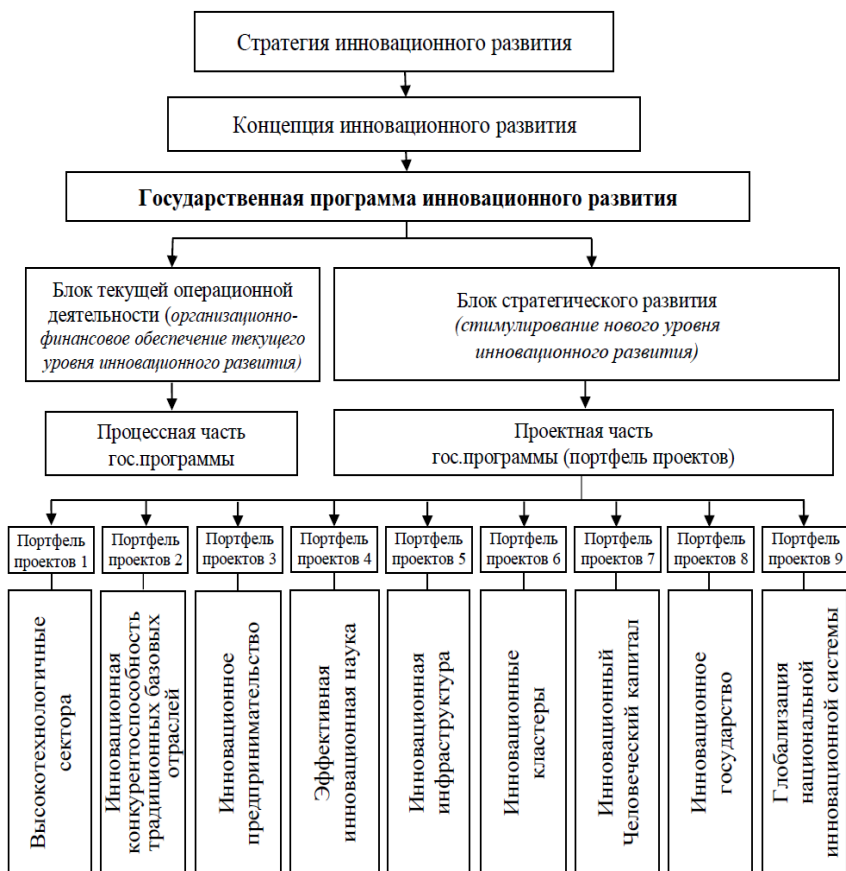 Стратегия инновационного развития
Концепция инновационного развития
Государственная программа инновационного развития
Блок текущей операционной
деятельности (организационно-
финансовое обеспечение текущего
уровня инновационного развития)
Блок стратегического развития
(стимулирование нового уровня
инновационного развития)
Процессная часть
гос.программы
Проектная часть
гос.программы (портфель проектов)
Портфель
проектов 1
Портфель
проектов 2
Портфель
проектов 3
Портфель
проектов 4
Портфель
проектов 5
Портфель
проектов 6
Портфель
проектов 7
Портфель
проектов 8
Портфель
проектов 9
Высокотехнологичные
сектора
Инновационная
конкурентоспособность
традиционных базовых
отраслей
Инновационное
предпринимательство
Эффективная
инновационная наука
Инновационная
инфраструктура
Инновационные
кластеры
Инновационный
Человеческий капитал
Инновационное
государство
Глобализация
национальной
инновационной системы